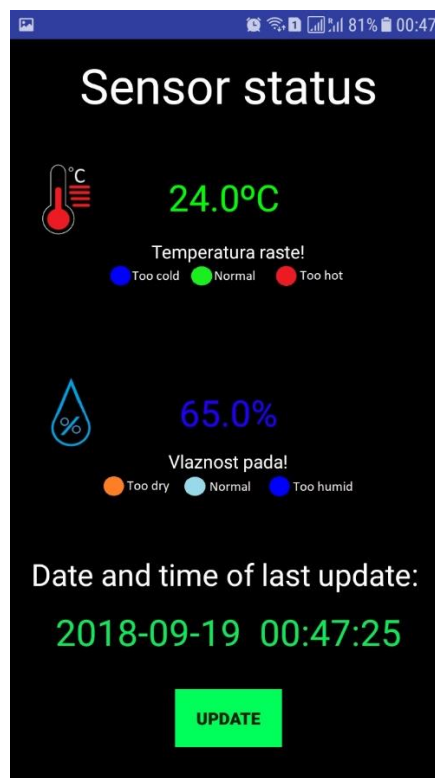 1 81% 00:47
Sensor status
°C
24.0ºC
Temperatura raste!
Too cold Normal Too hot
%
65.0%
Vlaznost pada!
Too dry Normal Too humid
Date and time of last update:
2018-09-19 00:47:25
UPDATE